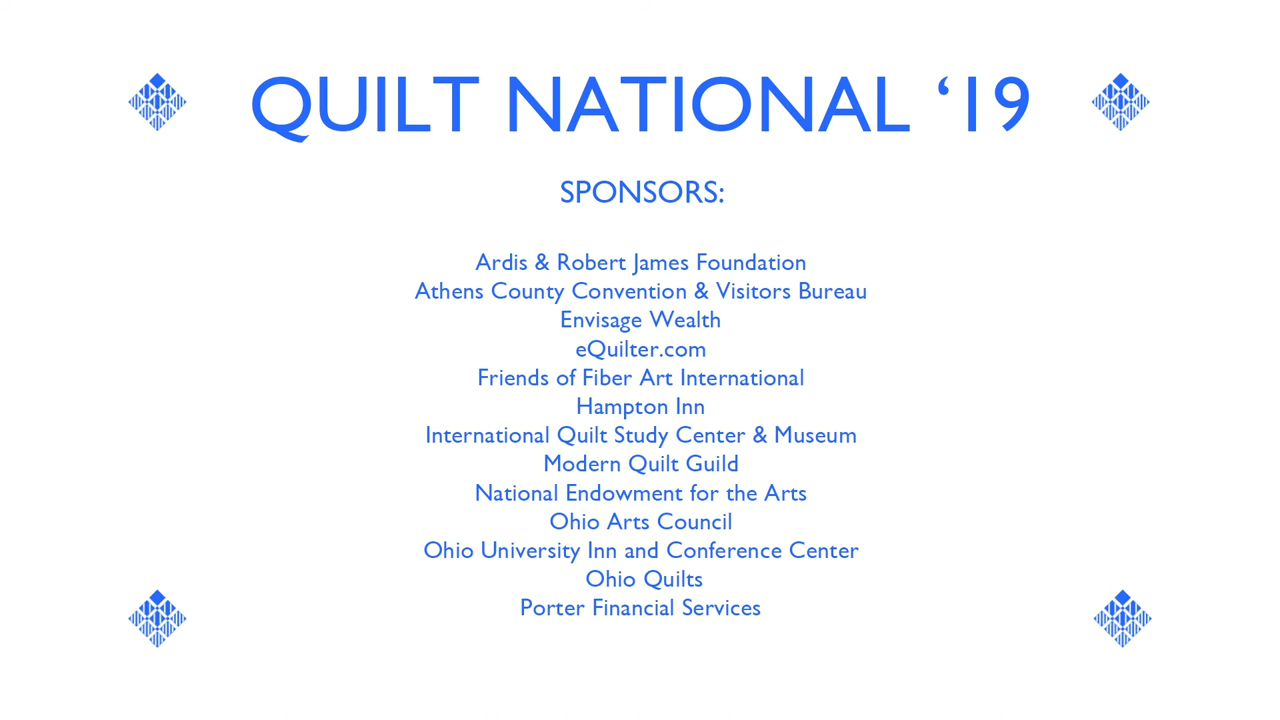 QUILT NATIONAL ‘19
SPONSORS:
Ardis & Robert James Foundation
Athens County Convention & Visitors Bureau
Envisage Wealth
eQuilter.com
Friends of Fiber Art International
Hampton Inn
International Quilt Study Center & Museum
Modern Quilt Guild
National Endowment for the Arts
Ohio Arts Council
Ohio University Inn and Conference Center
Ohio Quilts
Porter Financial Services